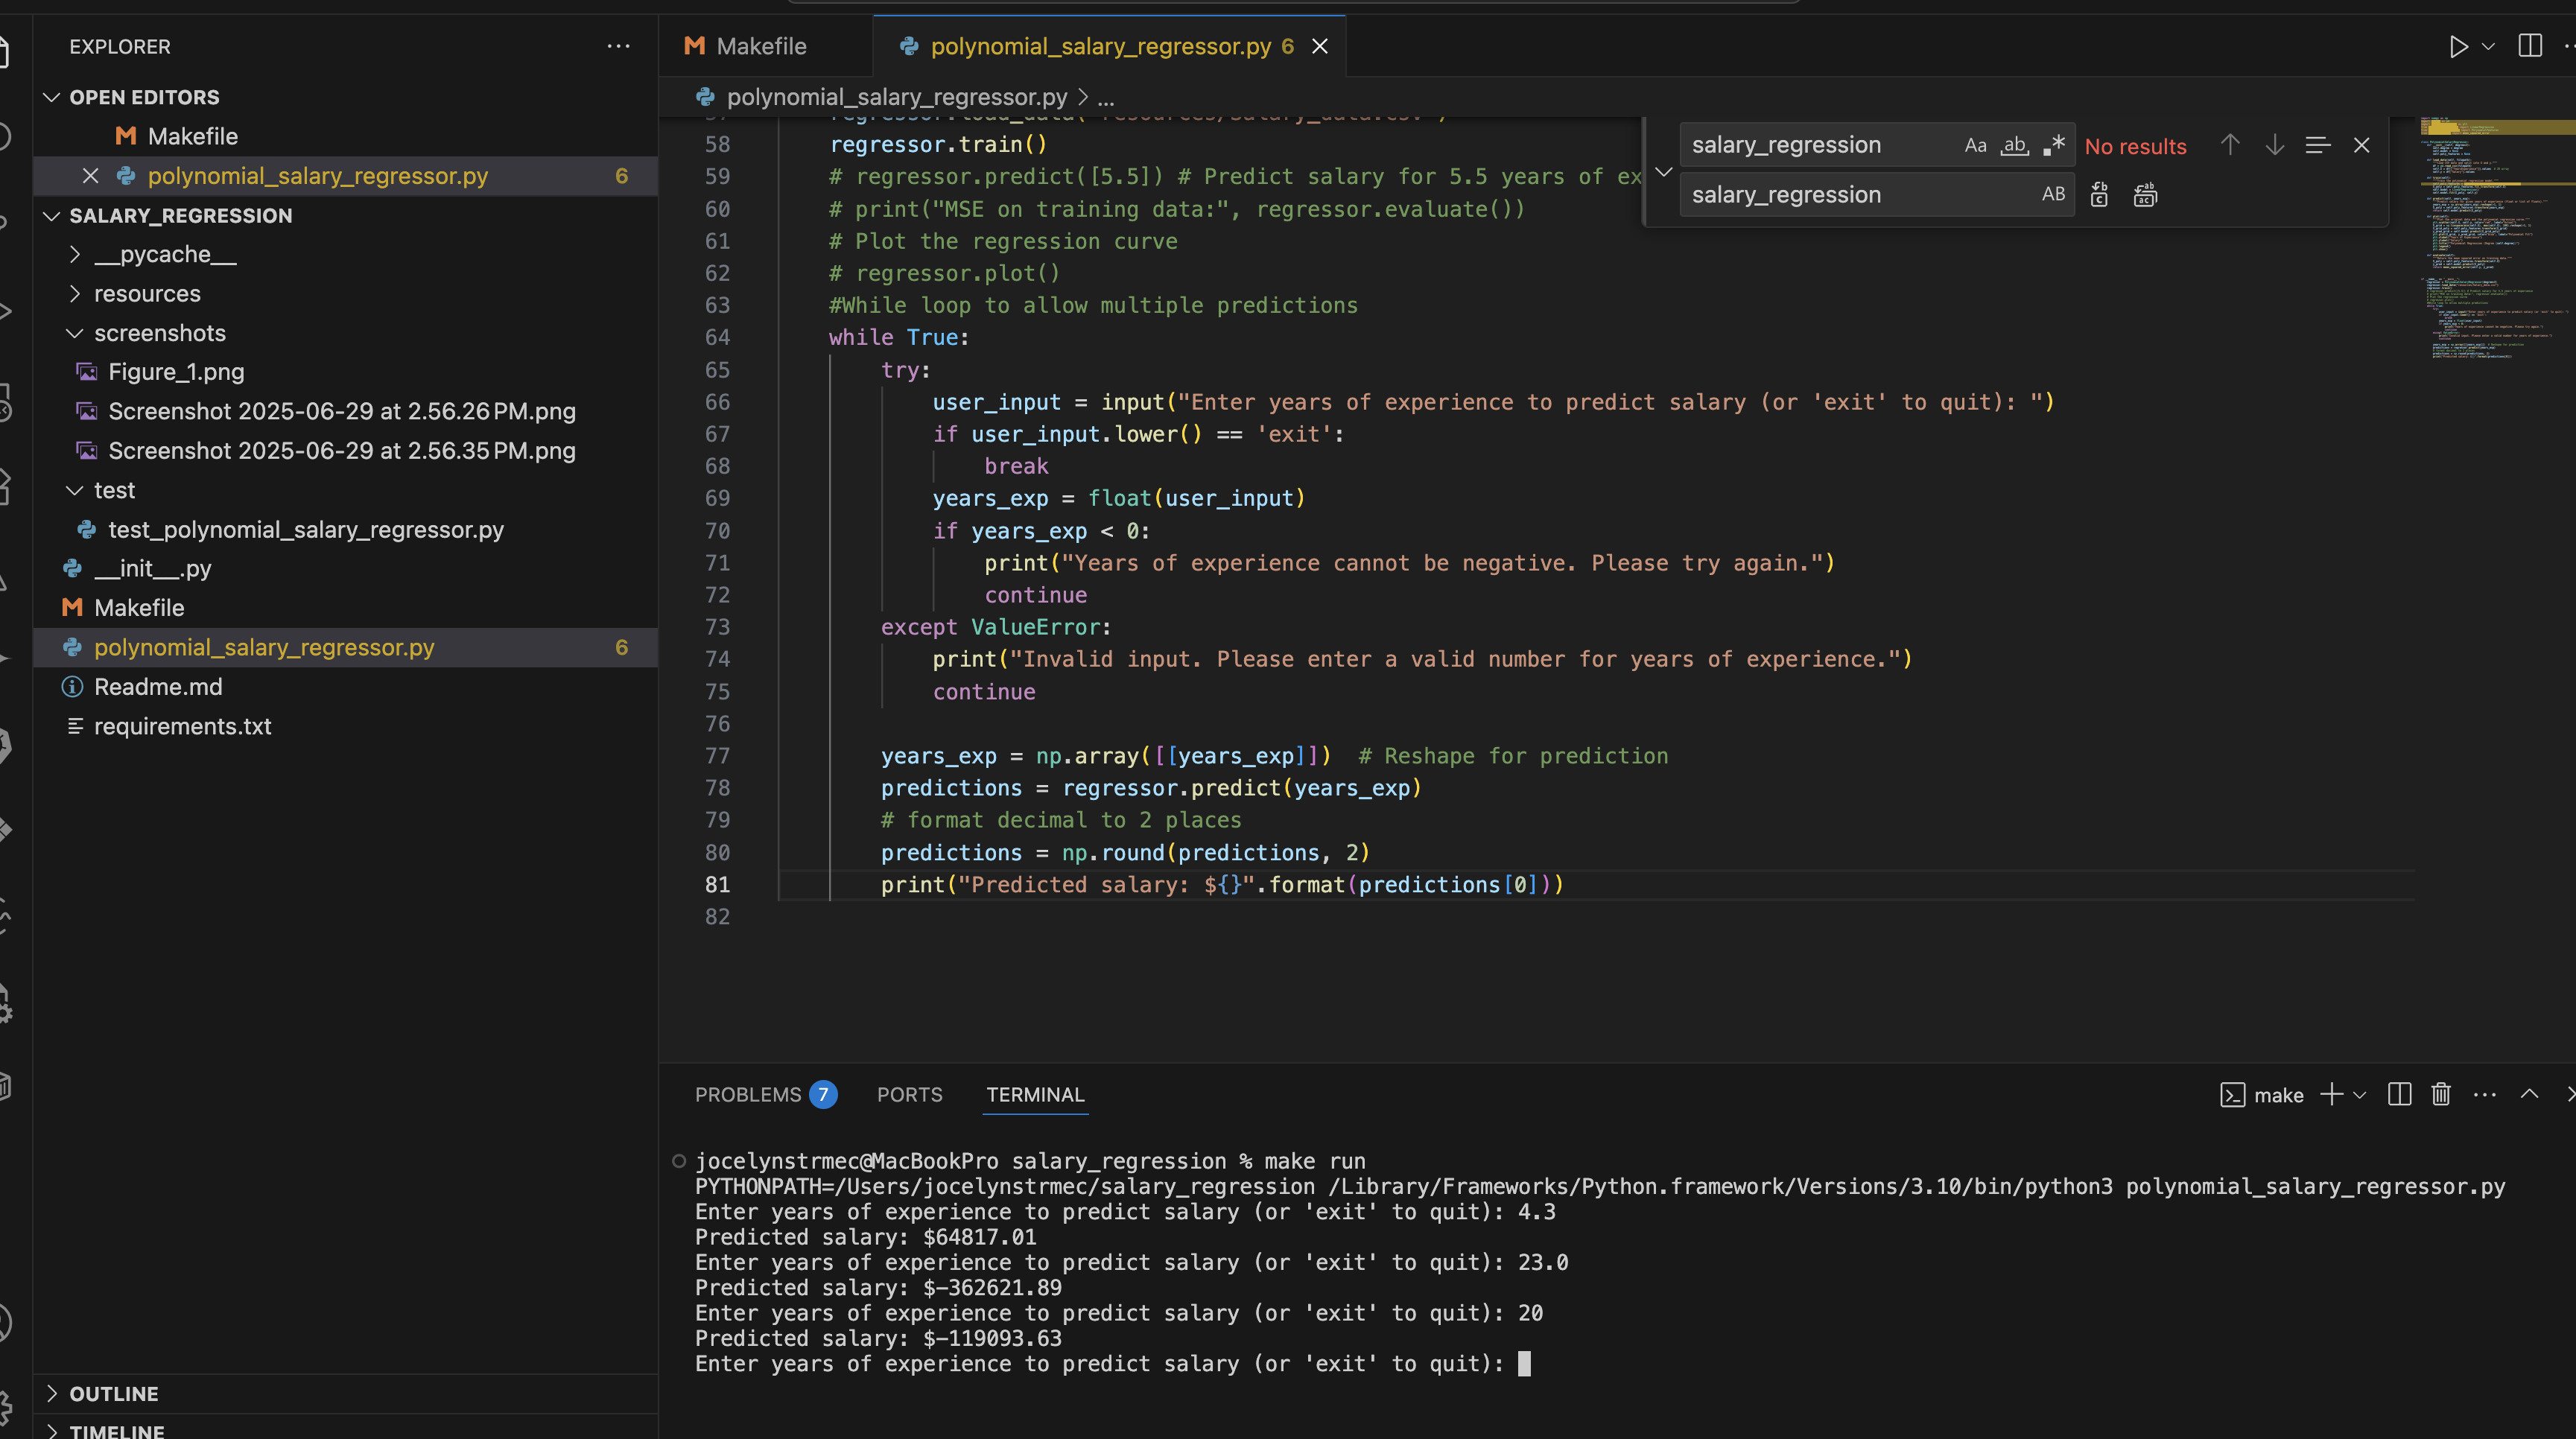 EXPLORER
OPEN EDITORS
Makefile
polynomial_salary_regressor.py 6
SALARY_REGRESSION
__pycache__
resources
screenshots
Figure_1.png
Screenshot 2025-06-29 at 2.56.26 PM.png
Screenshot 2025-06-29 at 2.56.35 PM.png
test
test_polynomial_salary_regressor.py
__init__.py
Makefile
polynomial_salary_regressor.py 6
Readme.md
requirements.txt
OUTLINE
TIMELINE
Makefile
polynomial_salary_regressor.py 6
polynomial_salary_regressor.py > ...
salary_regression Aa ab .* No results
salary_regression AB
58 regressor.train()
59 # regressor.predict([5.5]) # Predict salary for 5.5 years of ex
60 # print("MSE on training data:", regressor.evaluate())
61 # Plot the regression curve
62 # regressor.plot()
63 #While loop to allow multiple predictions
64 while True:
65 try:
66 user_input = input("Enter years of experience to predict salary (or 'exit' to quit): ")
67 if user_input.lower() == 'exit':
68 break
69 years_exp = float(user_input)
70 if years_exp < 0:
71 print("Years of experience cannot be negative. Please try again.")
72 continue
73 except ValueError:
74 print("Invalid input. Please enter a valid number for years of experience.")
75 continue
76
77 years_exp = np.array([[years_exp]])  # Reshape for prediction
78 predictions = regressor.predict(years_exp)
79 # format decimal to 2 places
80 predictions = np.round(predictions, 2)
81 print("Predicted salary: ${}".format(predictions[0]))
82
PROBLEMS 7 PORTS TERMINAL
make
jocelynstrmec@MacBookPro salary_regression % make run
PYTHONPATH=/Users/jocelynstrmec/salary_regression /Library/Frameworks/Python.framework/Versions/3.10/bin/python3 polynomial_salary_regressor.py
Enter years of experience to predict salary (or 'exit' to quit): 4.3
Predicted salary: $64817.01
Enter years of experience to predict salary (or 'exit' to quit): 23.0
Predicted salary: $-362621.89
Enter years of experience to predict salary (or 'exit' to quit): 20
Predicted salary: $-119093.63
Enter years of experience to predict salary (or 'exit' to quit):